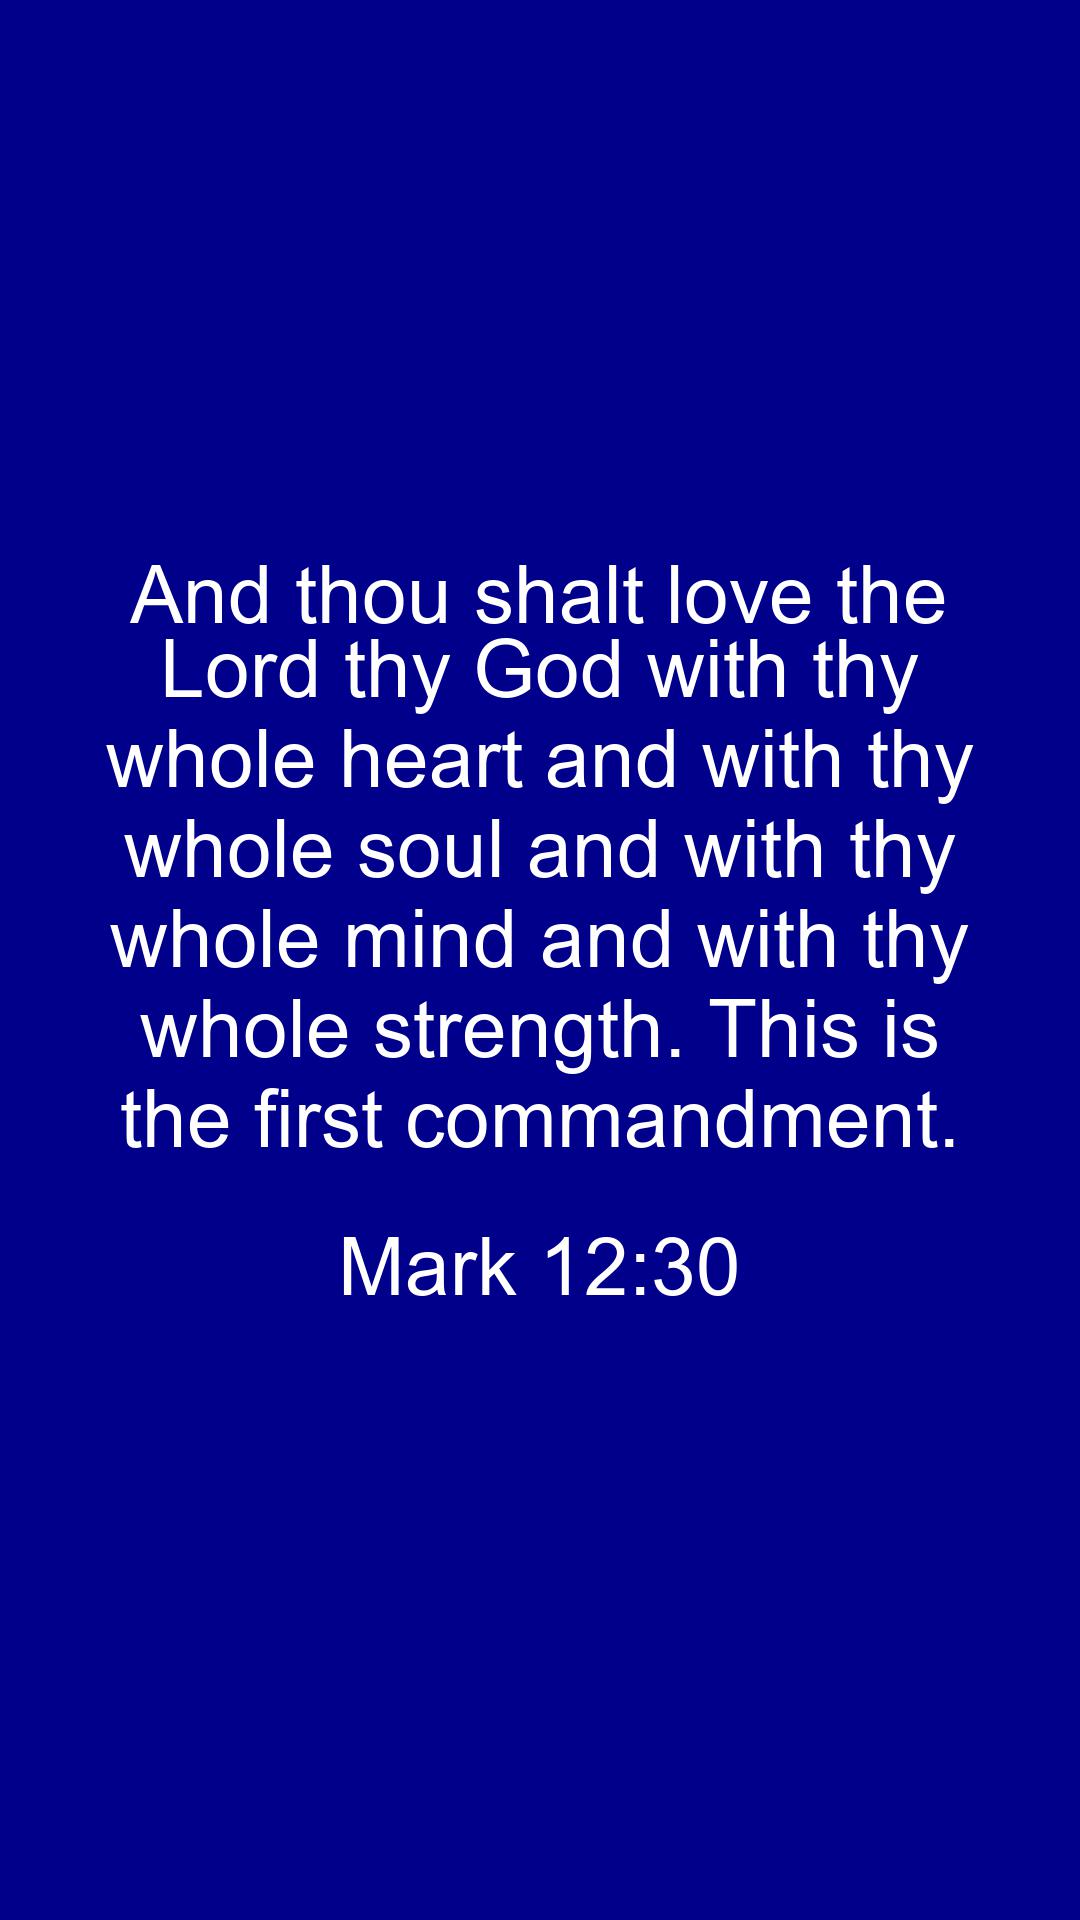 And thou shalt love the
Lord thy God with thy
whole heart and with thy
whole soul and with thy
whole mind and with thy
whole strength. This is
the first commandment.
Mark 12:30